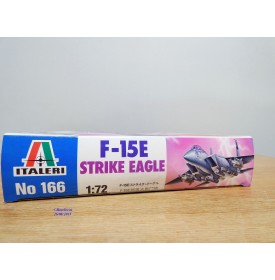 F-15E
STRIKE EAGLE
ITALERI
No 166
1:72